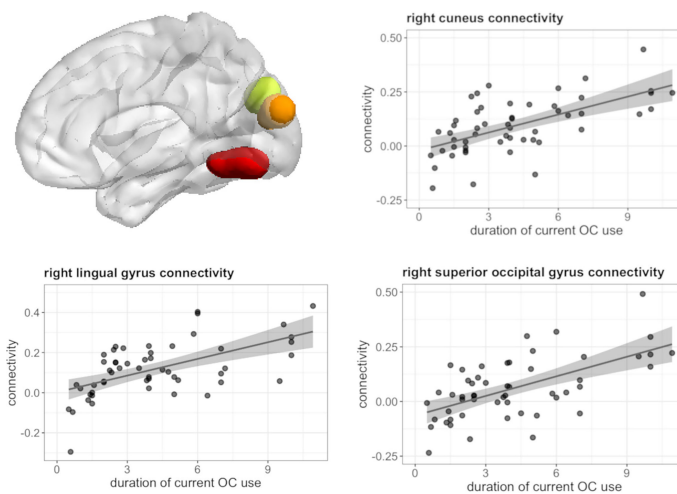 right cuneus connectivity
0.50
0.25
0.00
-0.25
connectivity
0 3 6 9
duration of current OC use
right lingual gyrus connectivity
0.4
0.2
0.0
-0.2
connectivity
0 3 6 9
duration of current OC use
right superior occipital gyrus connectivity
0.50
0.25
0.00
-0.25
connectivity
0 3 6 9
duration of current OC use